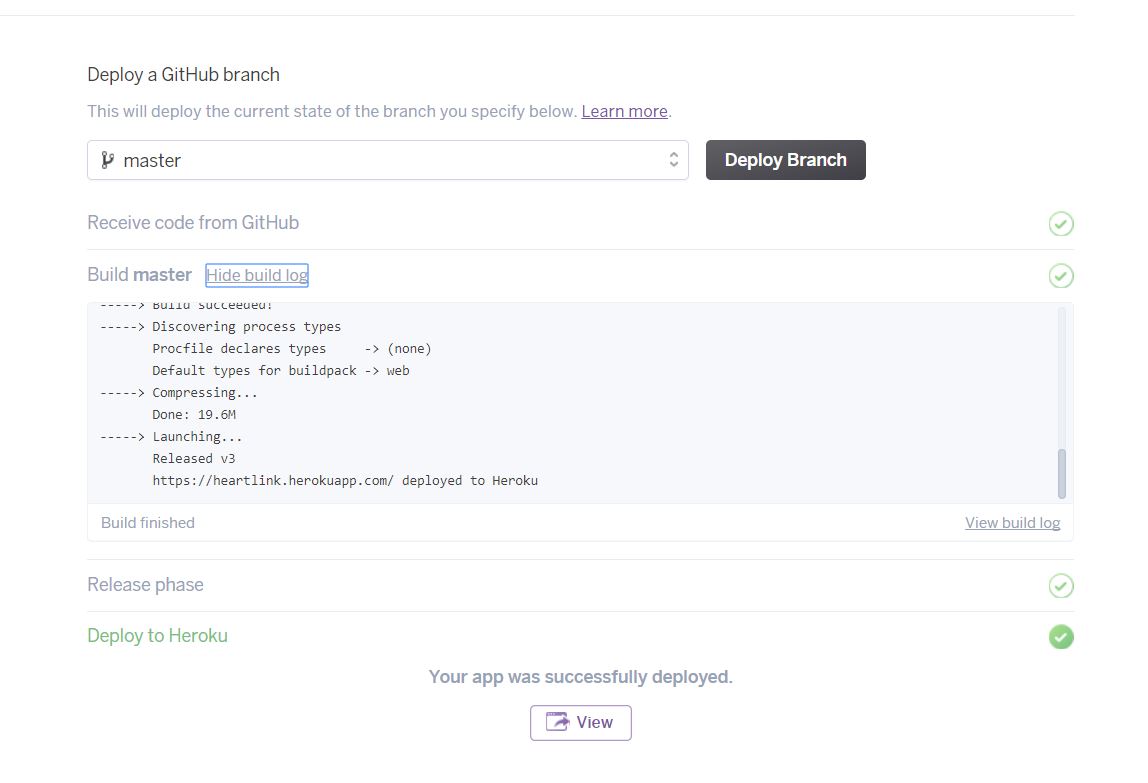 Deploy a GitHub branch
This will deploy the current state of the branch you specify below. Learn more.
master
Deploy Branch
Receive code from GitHub
Build master Hide build log
-----> Build succeeded!
-----> Discovering process types
Procfile declares types -> (none)
Default types for buildpack -> web
-----> Compressing...
Done: 19.6M
-----> Launching...
Released v3
https://heartlink.herokuapp.com/ deployed to Heroku
Build finished
View build log
Release phase
Deploy to Heroku
Your app was successfully deployed.
View